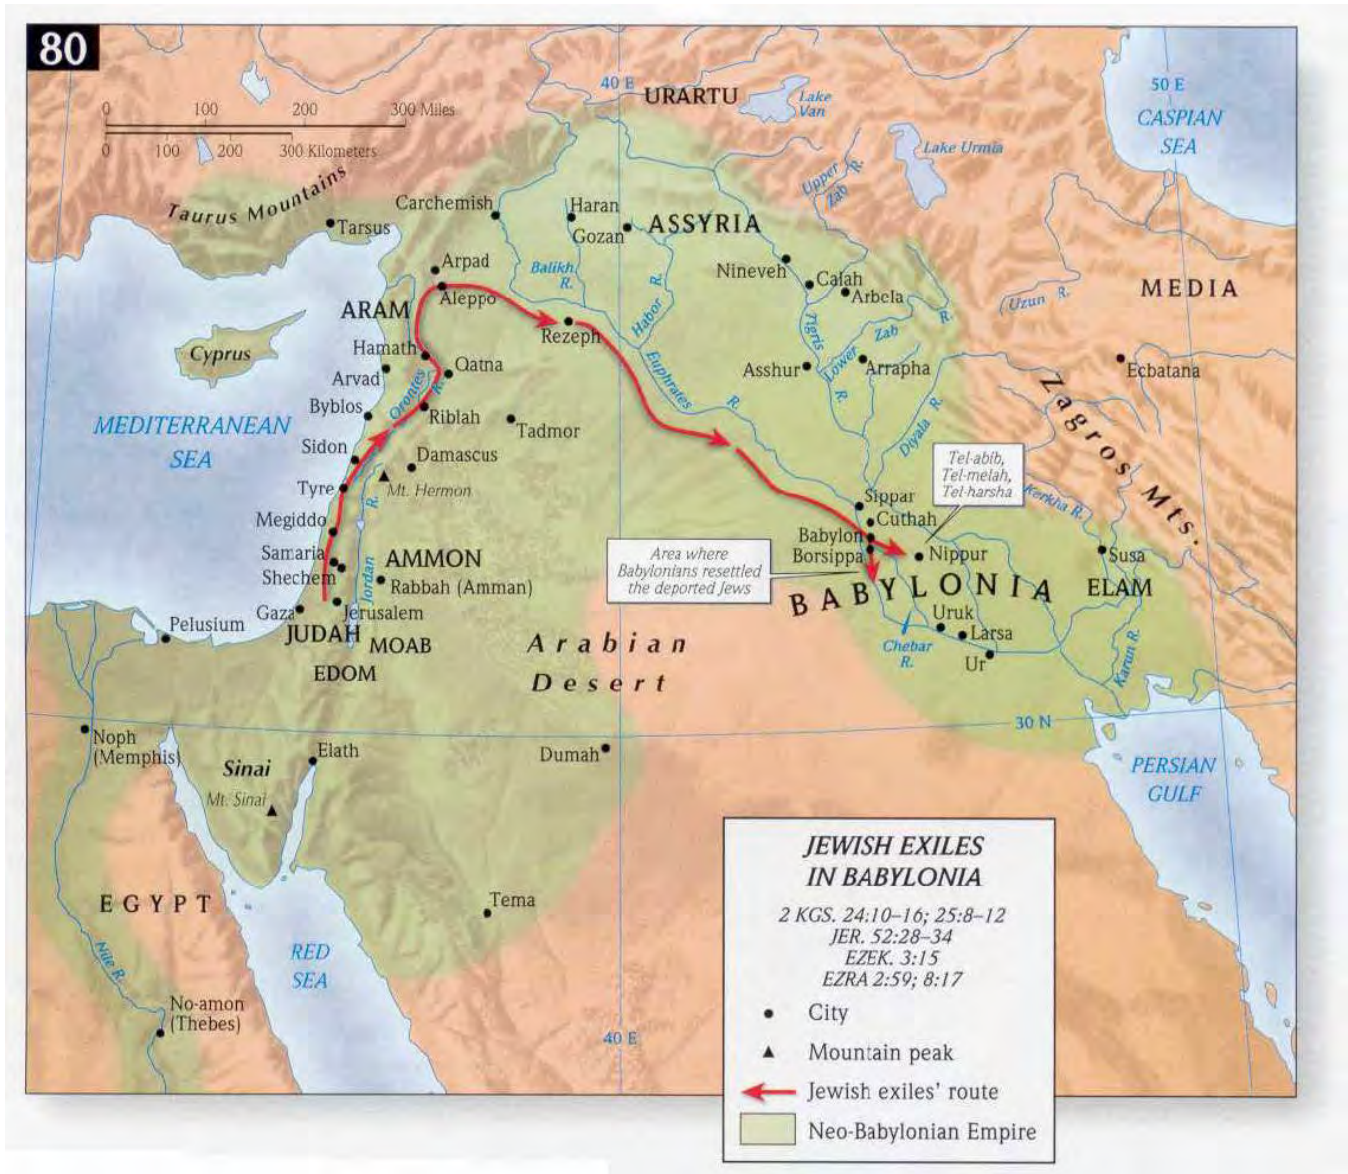 80
40 E
50 E
URARTU
Lake
Van
CASPIAN
SEA
0 100 200 300 Miles
0 100 200 300 Kilometers
Lake Urmia
Upper
Zab R.
Taurus Mountains
Tarsus
Carchemish
Haran
Gozan
ASSYRIA
Arpad
Balikh
R.
Nineveh
Calah
Arbela
MEDIA
Uzun R.
Aleppo
ARAM
Habor R.
Rezeph
Tigris
R.
Lower Zab
R.
Hamath
Qatna
Cyprus
Arvad
Euphrates
R.
Asshur
Arrapha
Ecbatana
Orontes
R.
Byblos
Riblah
Tadmor
Diyala R.
Zagros Mts.
MEDITERRANEAN
SEA
Sidon
Damascus
Tel-abib,
Tel-melah,
Tel-harsha
Tyre
Mt. Hermon
Kerkha R.
Sippar
Megiddo
Cuthah
Babylon
Borsippa
Nippur
Susa
Samaria
Shechem
AMMON
Rabbah (Amman)
Jordan
R.
Area where
Babylonians resettled
the deported Jews
BABYLONIA
ELAM
Gaza
Jerusalem
Pelusium
JUDAH
MOAB
EDOM
Arabian
Desert
Uruk
Larsa
Ur
Chebar
R.
Karun R.
30 N
Noph
(Memphis)
Elath
Dumah
Sinai
Mt. Sinai
PERSIAN
GULF
EGYPT
Tema
Nile R.
RED
SEA
No-amon
(Thebes)
40 E
JEWISH EXILES
IN BABYLONIA
2 KGS. 24:10–16; 25:8–12
JER. 52:28–34
EZEK. 3:15
EZRA 2:59; 8:17
City
Mountain peak
Jewish exiles' route
Neo-Babylonian Empire